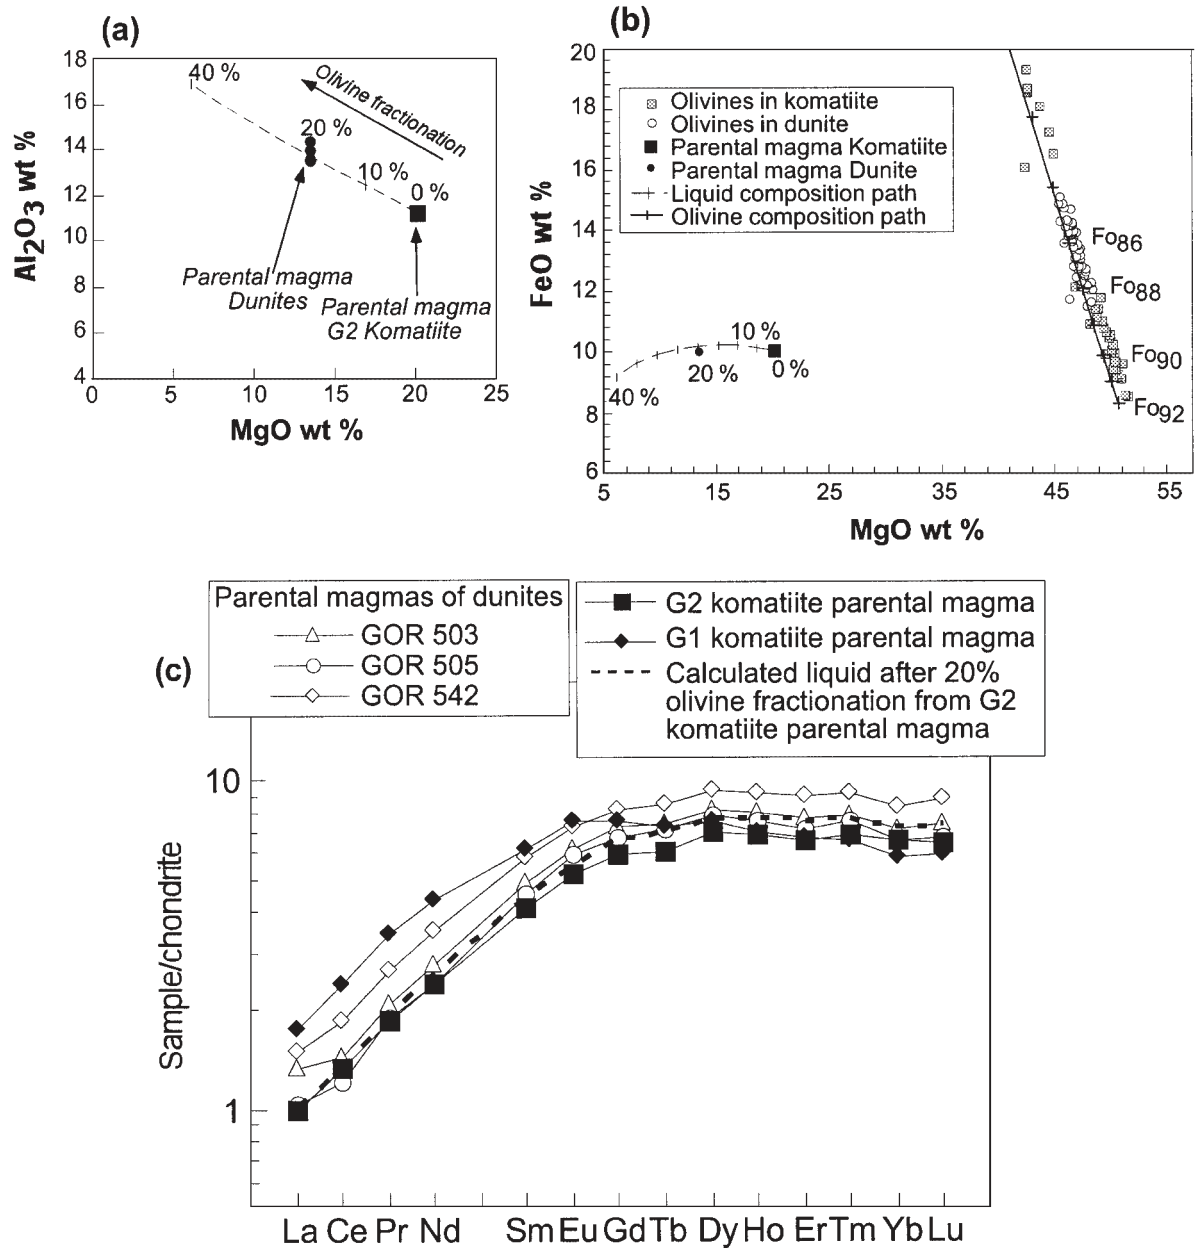 (a)
18
16
14
12
10
8
6
4
Al2O3 wt %
40 %
Olivine fractionation
20 %
10 %
0 %
Parental magma
Dunites
Parental magma
G2 Komatiite
0
5
10
15
20
25
MgO wt %
(b)
20
18
16
14
12
10
8
6
FeO wt %
Olivines in komatiite
Olivines in dunite
Parental magma Komatiite
Parental magma Dunite
Liquid composition path
Olivine composition path
Fo86
Fo88
Fo90
Fo92
10 %
20 %
0 %
40 %
5
15
25
35
45
55
MgO wt %
(c)
Parental magmas of dunites
GOR 503
GOR 505
GOR 542
G2 komatiite parental magma
G1 komatiite parental magma
Calculated liquid after 20%
olivine fractionation from G2
komatiite parental magma
10
1
Sample/chondrite
La Ce Pr Nd Sm Eu Gd Tb Dy Ho Er Tm Yb Lu